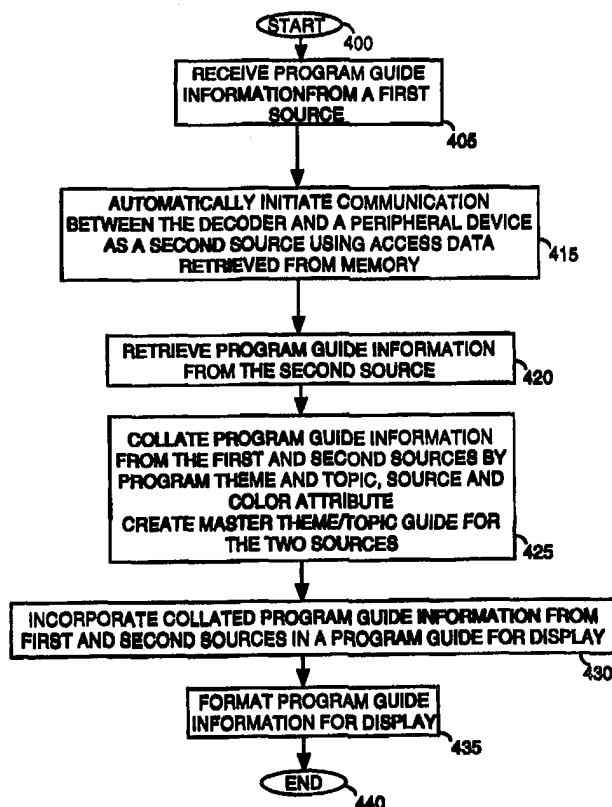 START
400
RECEIVE PROGRAM GUIDE
INFORMATIONFROM A FIRST
SOURCE
405
AUTOMATICALLY INITIATE COMMUNICATION
BETWEEN THE DECODER AND A PERIPHERAL DEVICE
AS A SECOND SOURCE USING ACCESS DATA
RETRIEVED FROM MEMORY
415
RETRIEVE PROGRAM GUIDE INFORMATION
FROM THE SECOND SOURCE
420
COLLATE PROGRAM GUIDE INFORMATION
FROM THE FIRST AND SECOND SOURCES BY
PROGRAM THEME AND TOPIC, SOURCE AND
COLOR ATTRIBUTE
CREATE MASTER THEME/TOPIC GUIDE FOR
THE TWO SOURCES
425
INCORPORATE COLLATED PROGRAM GUIDE INFORMATION FROM
FIRST AND SECOND SOURCES IN A PROGRAM GUIDE FOR DISPLAY
430
FORMAT PROGRAM GUIDE
INFORMATION FOR DISPLAY
435
END
440